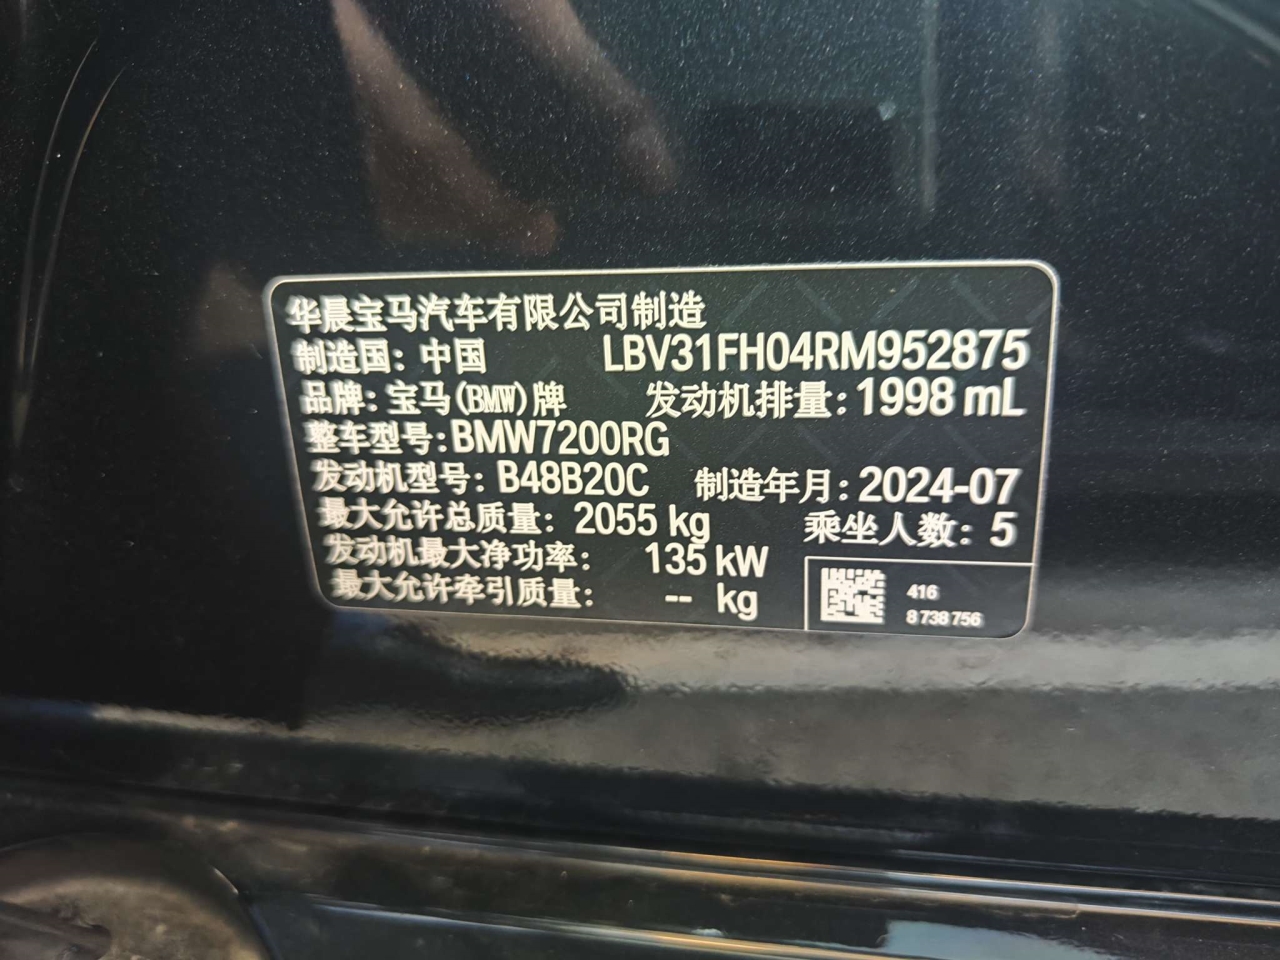 华晨宝马汽车有限公司制造
制造国：中国 LBV31FH04RM952875
品牌：宝马(BMW)牌 发动机排量：1998 mL
整车型号：BMW7200RG
发动机型号：B48B20C 制造年月：2024-07
最大允许总质量：2055 kg 乘坐人数：5
发动机最大净功率：135 kW
最大允许牵引质量：-- kg
416
8 738 756